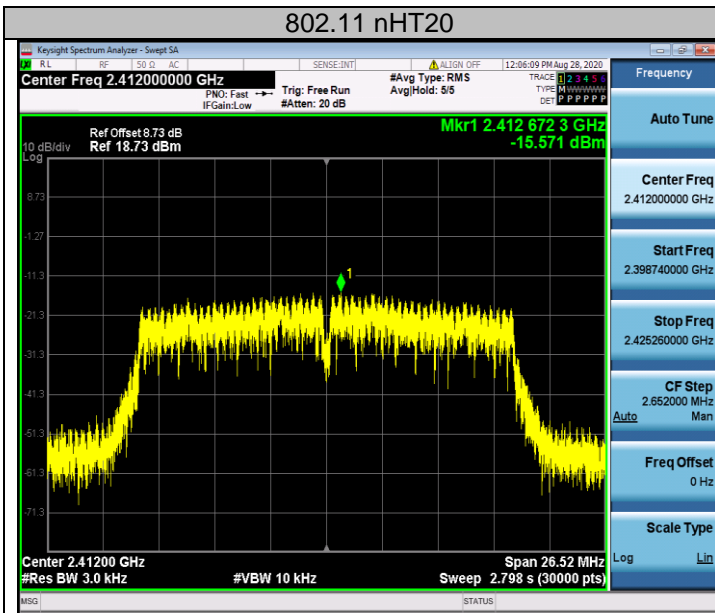 802.11 nHT20
Keysight Spectrum Analyzer - Swept SA
RL RF 50 Ω AC SENSE:INT ALIGN OFF 12:06:09 PM Aug 28, 2020
Center Freq 2.412000000 GHz
#Avg Type: RMS
TRACE 1 2 3 4 5 6
PNO: Fast Trig: Free Run Avg|Hold: 5/5
TYPE M WWWWW
IFGain:Low #Atten: 20 dB
DET P P P P P P
Frequency
Auto Tune
Mkr1 2.412 672 3 GHz
Ref Offset 8.73 dB
-15.571 dBm
10 dB/div Ref 18.73 dBm
Log
Center Freq
2.412000000 GHz
8.73
-1.27
Start Freq
2.398740000 GHz
-11.3
1
-21.3
Stop Freq
2.425260000 GHz
-31.3
CF Step
2.652000 MHz
Auto Man
-41.3
-51.3
Freq Offset
0 Hz
-61.3
-71.3
Scale Type
Log Lin
Center 2.41200 GHz Span 26.52 MHz
#Res BW 3.0 kHz #VBW 10 kHz Sweep 2.798 s (30000 pts)
MSG STATUS